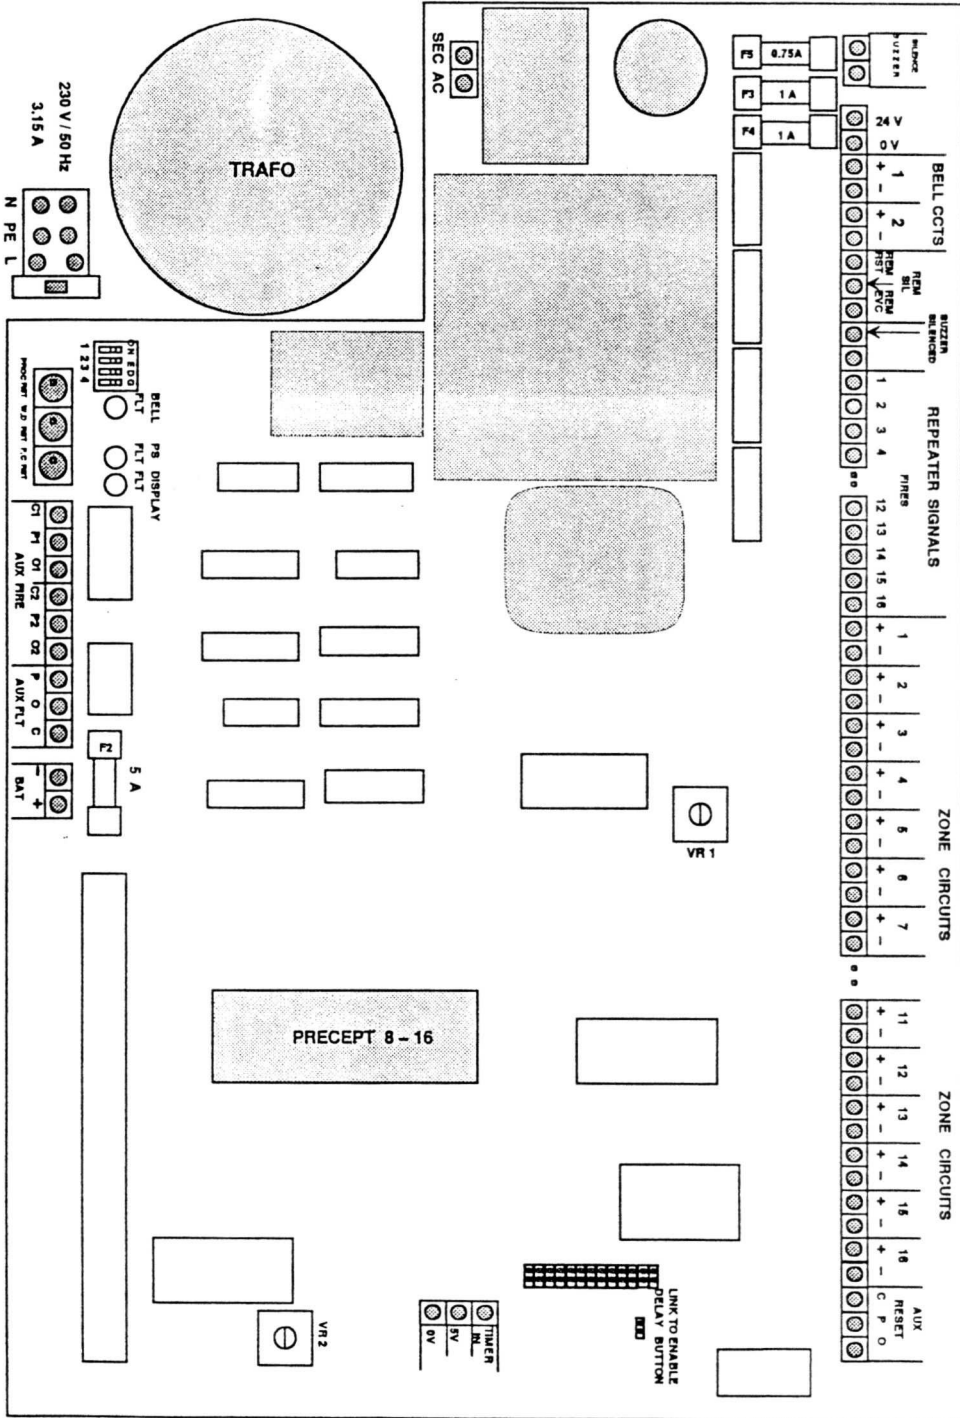 SILENCE
BUZZER
F5 0.75A
F3 1 A
F4 1 A
SEC AC
24 V
0 V
230 V / 50 Hz
3.15 A
TRAFO
N PE L
+ - 1
+ - 2
BELL CCTS
REM RST
REM SIL
REM EVC
BUZZER SILENCED
1 2 3 4
FIRES
12 13 14 15 16
REPEATER SIGNALS
1 2 3 4
BELL FLT
PS FLT
DISPLAY FLT
C1 P1 O1 C2 P2 O2
AUX FIRE
P O C
AUX FLT
F2
5 A
- +
BAT
+ - 1
+ - 2
+ - 3
+ - 4
+ - 5
+ - 6
+ - 7
ZONE CIRCUITS
VR 1
PRECEPT 8 – 16
+ - 11
+ - 12
+ - 13
+ - 14
+ - 15
+ - 16
ZONE CIRCUITS
C P O
AUX RESET
LINK TO ENABLE
DELAY BUTTON
TIMER IN
5V
0V
VR2